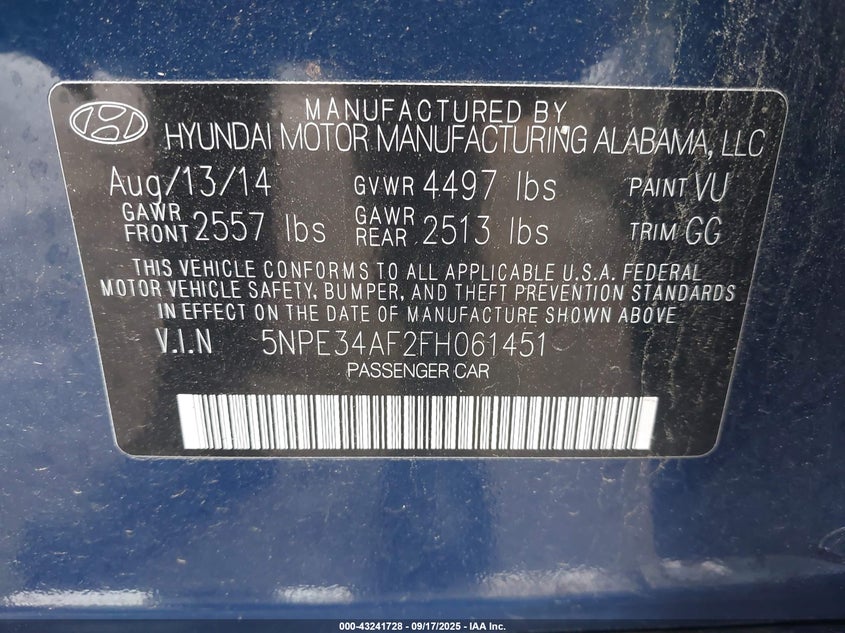 MANUFACTURED BY
HYUNDAI MOTOR MANUFACTURING ALABAMA, LLC
Aug/13/14 GVWR 4497 lbs PAINT VU
GAWR FRONT 2557 lbs GAWR REAR 2513 lbs TRIM GG
THIS VEHICLE CONFORMS TO ALL APPLICABLE U.S.A. FEDERAL
MOTOR VEHICLE SAFETY, BUMPER, AND THEFT PREVENTION STANDARDS
IN EFFECT ON THE DATE OF MANUFACTURE SHOWN ABOVE.
V.I.N 5NPE34AF2FH061451
PASSENGER CAR
000-43241728 - 09/17/2025 - IAA Inc.